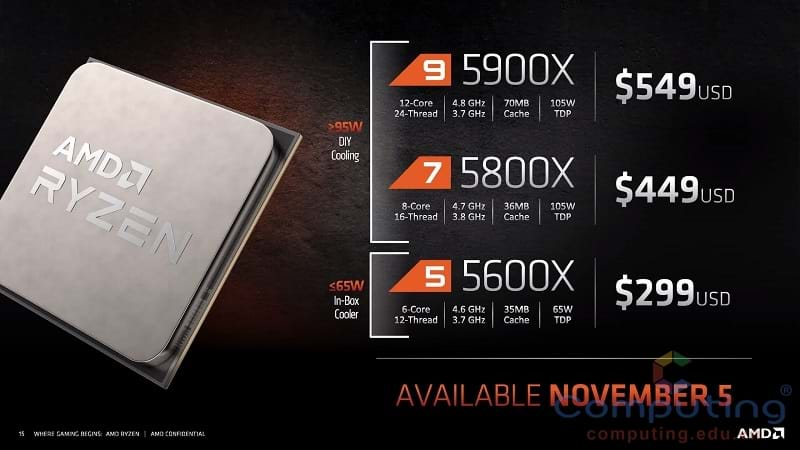 AMD
RYZEN
≥95W
DIY
Cooling
9 5900X
12-Core
24-Thread
4.8 GHz
3.7 GHz
70MB
Cache
105W
TDP
$549USD
7 5800X
8-Core
16-Thread
4.7 GHz
3.8 GHz
36MB
Cache
105W
TDP
$449USD
≤65W
In-Box
Cooler
5 5600X
6-Core
12-Thread
4.6 GHz
3.7 GHz
35MB
Cache
65W
TDP
$299USD
AVAILABLE NOVEMBER 5
Computing®
computing.edu.
15 WHERE GAMING BEGINS: AMD RYZEN | AMD CONFIDENTIAL
AMD